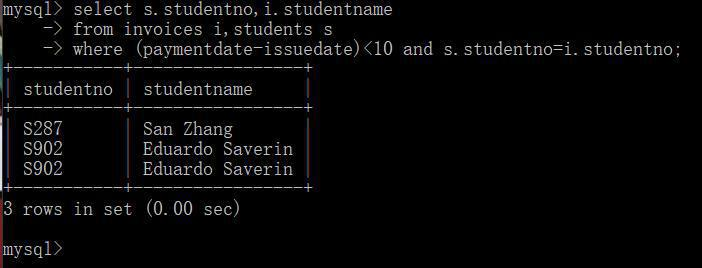 mysql> select s.studentno,i.studentname
-> from invoices i,students s
-> where (paymentdate-issuedate)<10 and s.studentno=i.studentno;
+-----------+----------------+
| studentno | studentname |
+-----------+----------------+
| S287 | San Zhang |
| S902 | Eduardo Saverin |
| S902 | Eduardo Saverin |
+-----------+----------------+
3 rows in set (0.00 sec)
mysql>